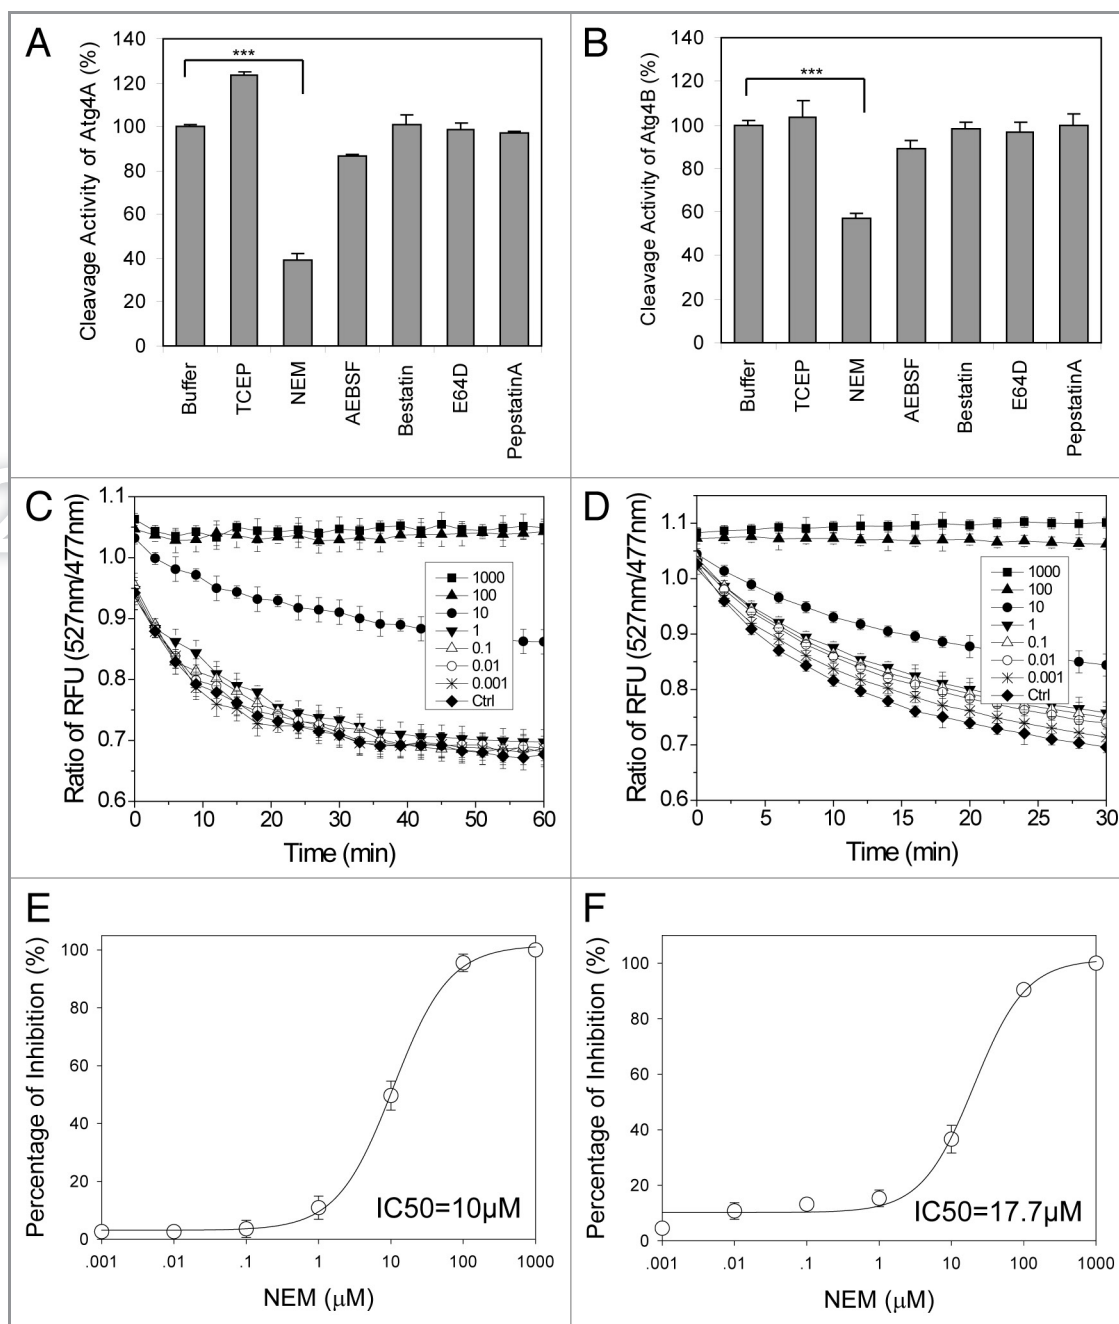 A
B
Cleavage Activity of Atg4A (%)
140
120
100
80
60
40
20
0
***
Buffer
TCEP
NEM
AEBSF
Bestatin
E64D
PepstatinA
Cleavage Activity of Atg4B (%)
140
120
100
80
60
40
20
0
***
Buffer
TCEP
NEM
AEBSF
Bestatin
E64D
PepstatinA
C
Ratio of RFU (527nm/477nm)
1.1
1.0
0.9
0.8
0.7
0.6
1000
100
10
1
0.1
0.01
0.001
Ctrl
0 10 20 30 40 50 60
Time (min)
D
Ratio of RFU (527nm/477nm)
1.1
1.0
0.9
0.8
0.7
0.6
1000
100
10
1
0.1
0.01
0.001
Ctrl
0 5 10 15 20 25 30
Time (min)
E
Percentage of Inhibition (%)
100
80
60
40
20
0
IC50=10μM
.001 .01 .1 1 10 100 1000
NEM (μM)
F
Percentage of Inhibition (%)
100
80
60
40
20
0
IC50=17.7μM
.001 .01 .1 1 10 100 1000
NEM (μM)